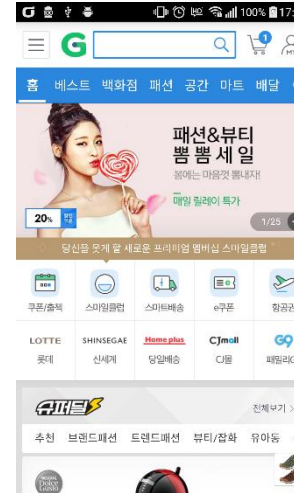 100% 17:
G
MY
홈 베스트 백화점 패션 공간 마트 배달
패션&뷰티
뽐 뽐 세 일
봄에는 마음껏 뽐내자!
매일 릴레이 특가
20%
1/25
당신을 웃게 할 새로운 프리미엄 멤버십 스마일클럽
쿠폰/출첵 스마일클럽 스마트배송 e쿠폰 항공권
LOTTE SHINSEGAE Home plus CJmall G9
롯데 신세계 당일배송 CJ몰
슈퍼딜
전체보기 >
추천 브랜드패션 트렌드패션 뷰티/잡화 유아동
Dolce
Gusto